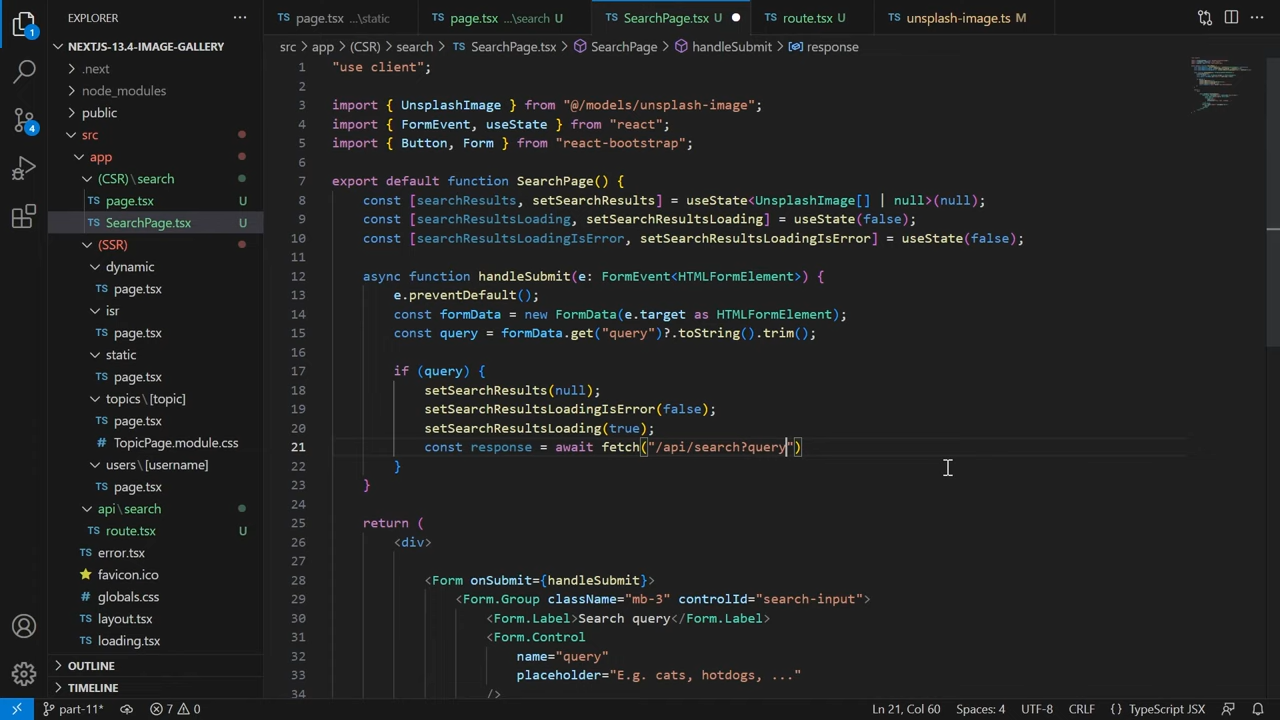 EXPLORER
page.tsx ...\static
page.tsx ...\search U
SearchPage.tsx U
route.tsx U
unsplash-image.ts M
1
4
NEXTJS-13.4-IMAGE-GALLERY
.next
node_modules
public
src
app
(CSR)\search
page.tsx U
SearchPage.tsx U
(SSR)
dynamic
page.tsx
isr
page.tsx
static
page.tsx
topics\[topic]
page.tsx
TopicPage.module.css
users\[username]
page.tsx
api\search
route.tsx U
error.tsx
favicon.ico
globals.css
layout.tsx
loading.tsx
OUTLINE
TIMELINE
src > app > (CSR) > search > SearchPage.tsx > SearchPage > handleSubmit > response
1 "use client";
2
3 import { UnsplashImage } from "@/models/unsplash-image";
4 import { FormEvent, useState } from "react";
5 import { Button, Form } from "react-bootstrap";
6
7 export default function SearchPage() {
8 const [searchResults, setSearchResults] = useState<UnsplashImage[] | null>(null);
9 const [searchResultsLoading, setSearchResultsLoading] = useState(false);
10 const [searchResultsLoadingIsError, setSearchResultsLoadingIsError] = useState(false);
11
12 async function handleSubmit(e: FormEvent<HTMLFormElement>) {
13 e.preventDefault();
14 const formData = new FormData(e.target as HTMLFormElement);
15 const query = formData.get("query")?.toString().trim();
16
17 if (query) {
18 setSearchResults(null);
19 setSearchResultsLoadingIsError(false);
20 setSearchResultsLoading(true);
21 const response = await fetch("/api/search?query")
22 }
23 }
24
25 return (
26 <div>
27
28 <Form onSubmit={handleSubmit}>
29 <Form.Group className="mb-3" controlId="search-input">
30 <Form.Label>Search query</Form.Label>
31 <Form.Control
32 name="query"
33 placeholder="E.g. cats, hotdogs, ..."
34 />
part-11*
7 0
Ln 21, Col 60
Spaces: 4
UTF-8
CRLF
{ } TypeScript JSX